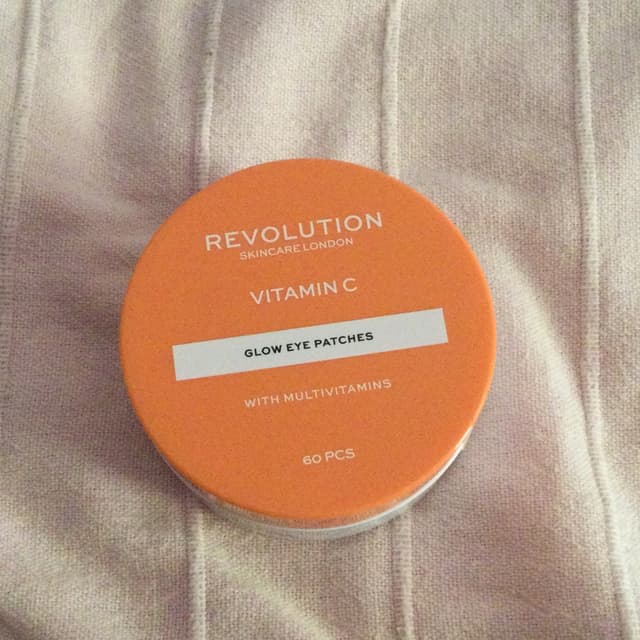 REVOLUTION
SKINCARE LONDON
VITAMIN C
GLOW EYE PATCHES
WITH MULTIVITAMINS
60 PCS